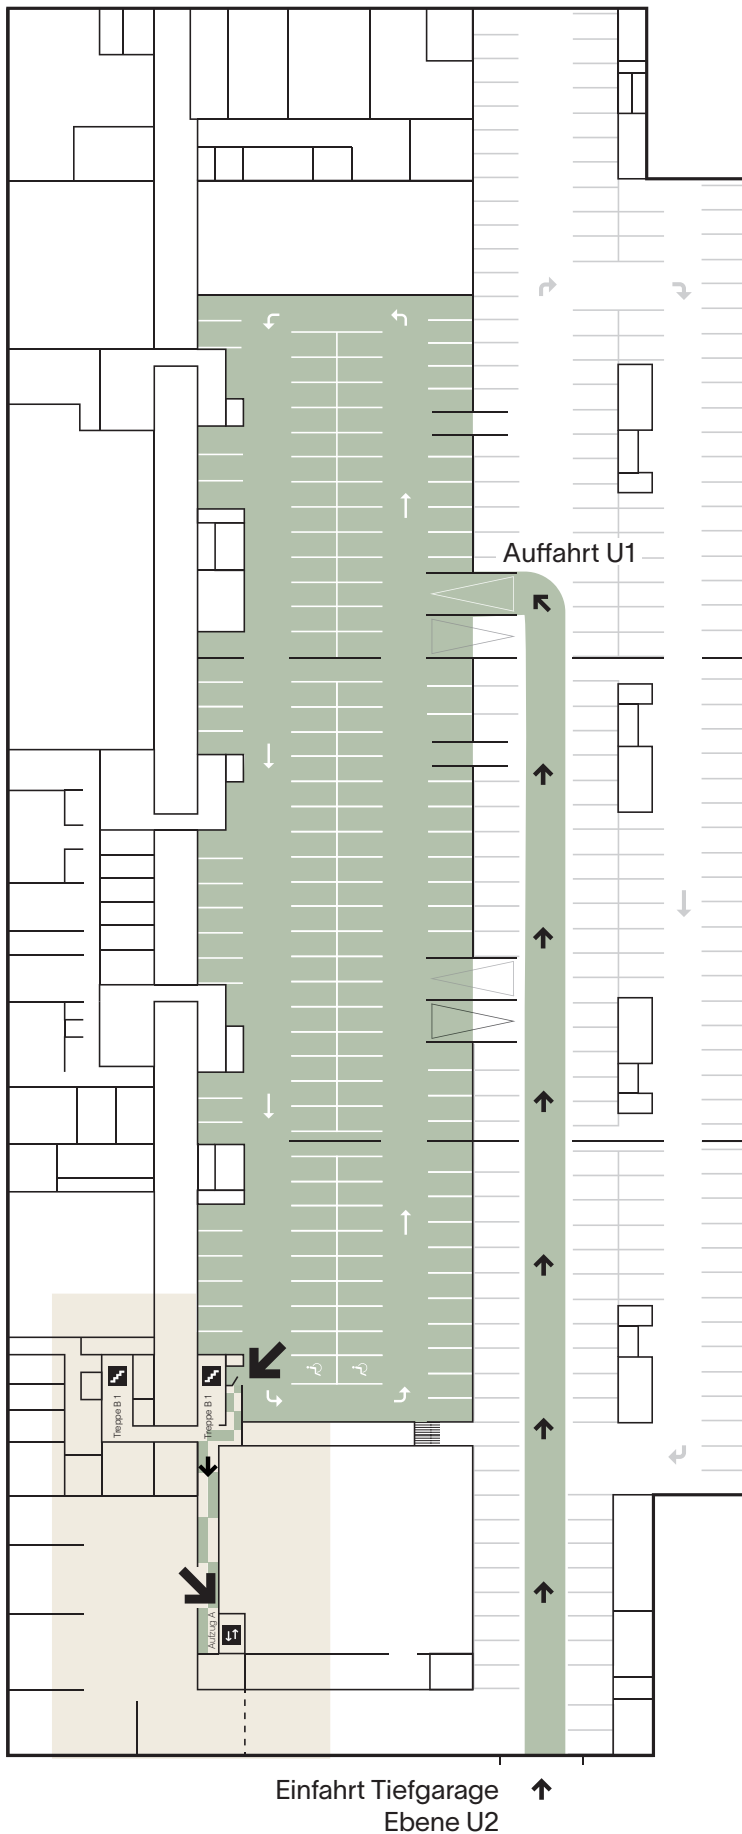 Auffahrt U1
Treppe B 1
Treppe B 1
Aufzug A
Einfahrt Tiefgarage
Ebene U2